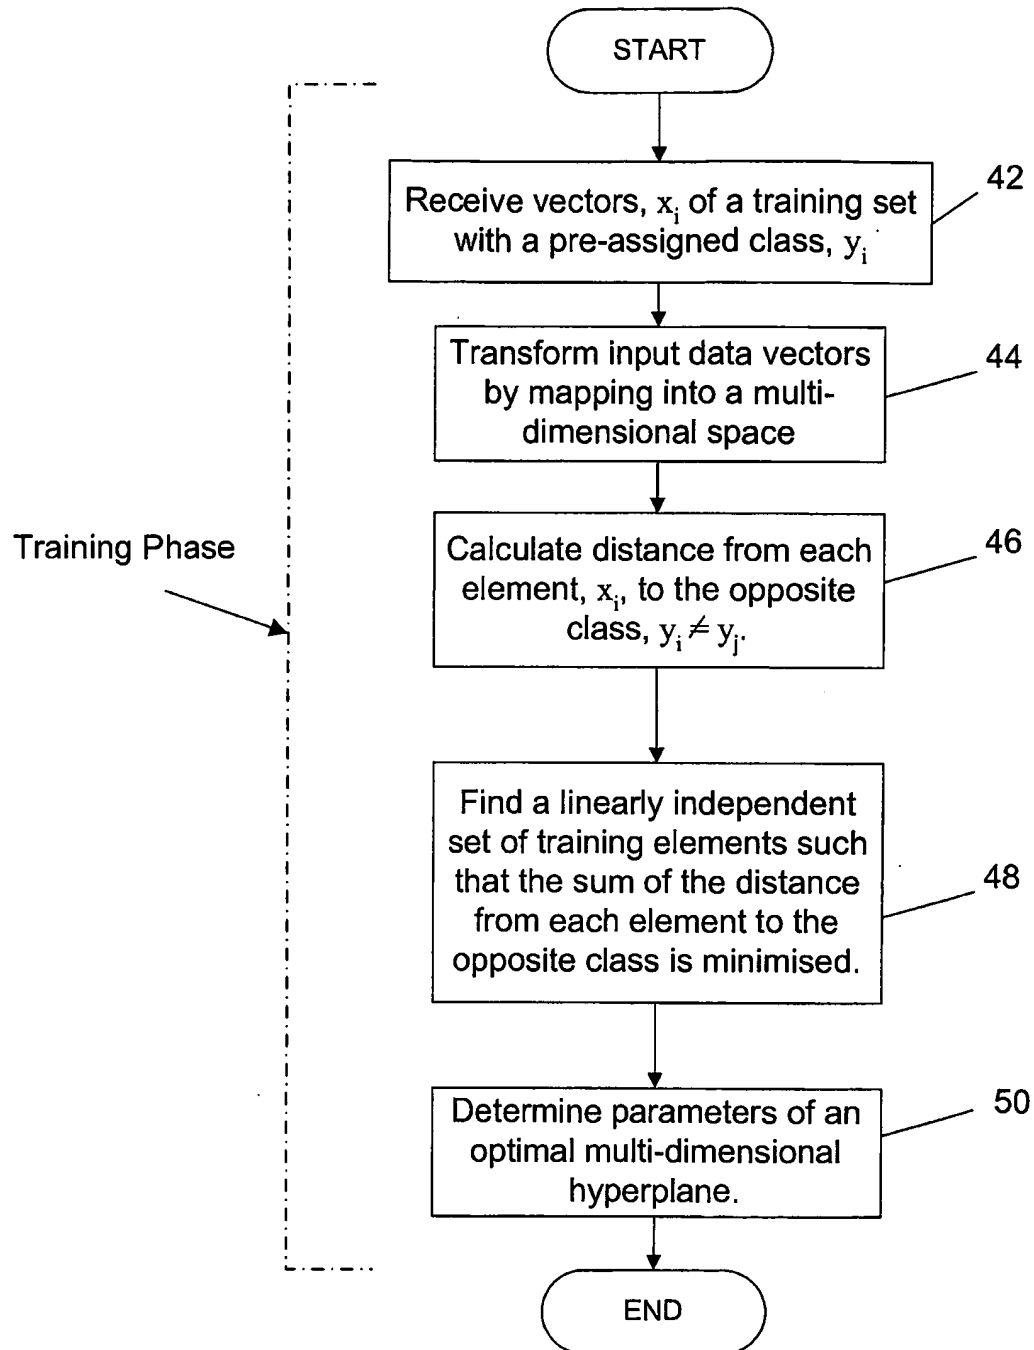 START
Receive vectors, xi of a training set
with a pre-assigned class, yi
42
Transform input data vectors
by mapping into a multi-
dimensional space
44
Training Phase
Calculate distance from each
element, xi, to the opposite
class, yi ≠ yj.
46
Find a linearly independent
set of training elements such
that the sum of the distance
from each element to the
opposite class is minimised.
48
Determine parameters of an
optimal multi-dimensional
hyperplane.
50
END